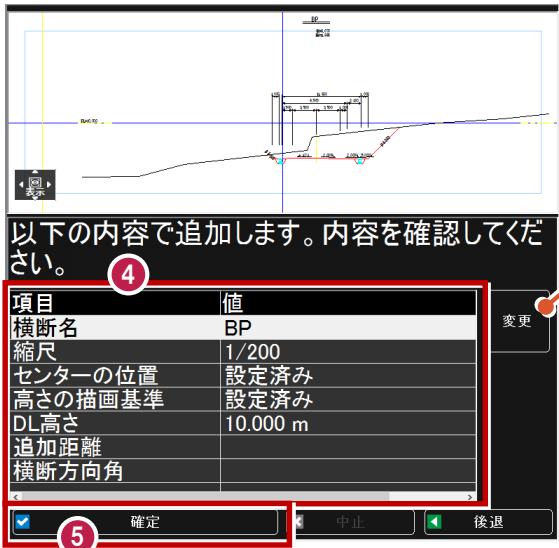 BP
表示
以下の内容で追加します。内容を確認してくだ
さい。
4
項目 値
横断名 BP
縮尺 1/200
センターの位置 設定済み
高さの描画基準 設定済み
DL高さ 10.000 m
追加距離
横断方向角
変更
確定
中止
後退
5